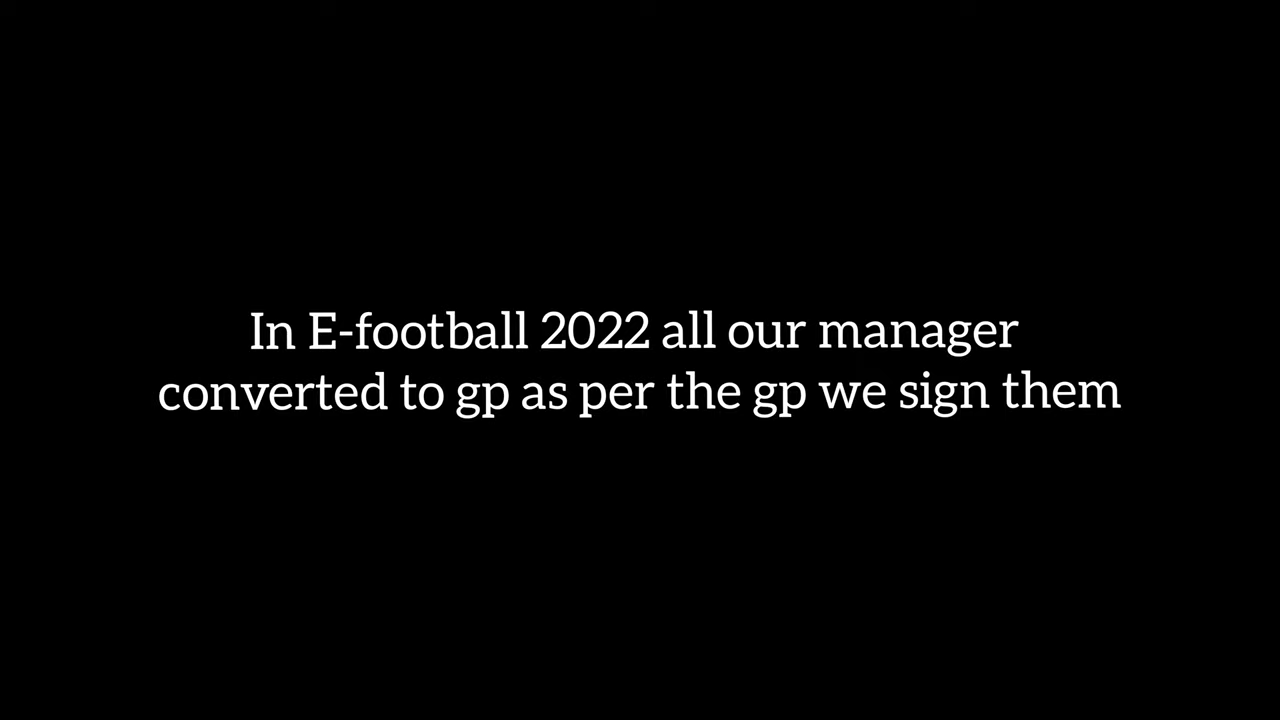 In E-football 2022 all our manager
converted to gp as per the gp we sign them